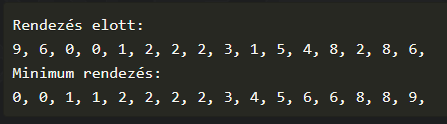 Rendezés elott:
9, 6, 0, 0, 1, 2, 2, 2, 3, 1, 5, 4, 8, 2, 8, 6,
Minimum rendezés:
0, 0, 1, 1, 2, 2, 2, 2, 3, 4, 5, 6, 6, 8, 8, 9,